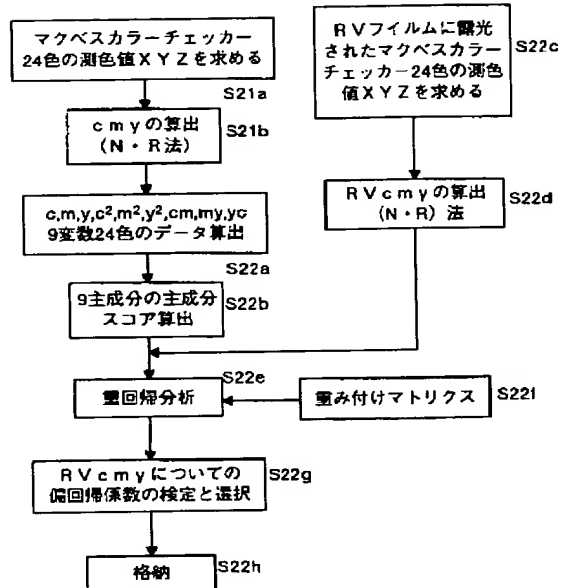 マクベスカラーチェッカー
24色の測色値XYZを求める
S21a
cmyの算出
(N・R法)
S21b
c,m,y,c²,m²,y²,cm,my,yc
9変数24色のデータ算出
S22a
9主成分の主成分
スコア算出
S22b
RVフィルムに露光
されたマクベスカラー
チェッカー24色の測色
値XYZを求める
S22c
RVcmyの算出
(N・R)法
S22d
S22e
重回帰分析
重み付けマトリクス
S22f
RVcmyについての
偏回帰係数の検定と選択
S22g
格納
S22h